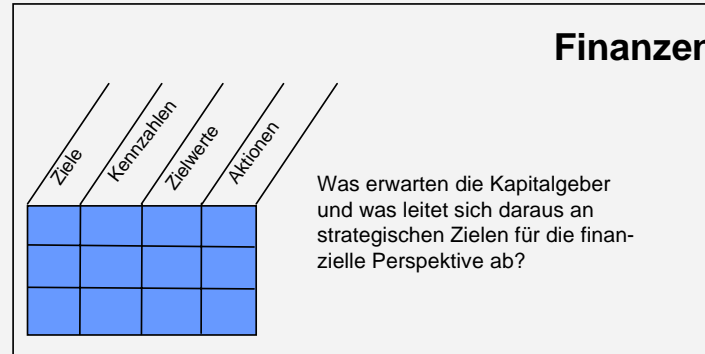 Finanzen
Ziele
Kennzahlen
Zielwerte
Aktionen
Was erwarten die Kapitalgeber
und was leitet sich daraus an
strategischen Zielen für die finan-
zielle Perspektive ab?